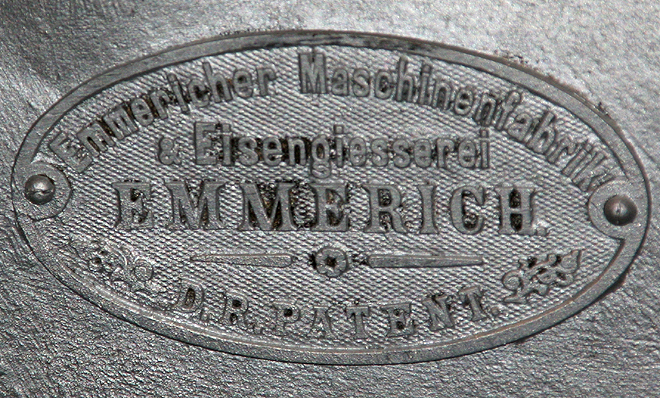 Emmericher Maschinenfabrik
& Eisengiesserei
EMMERICH.
D.R. PATENT.